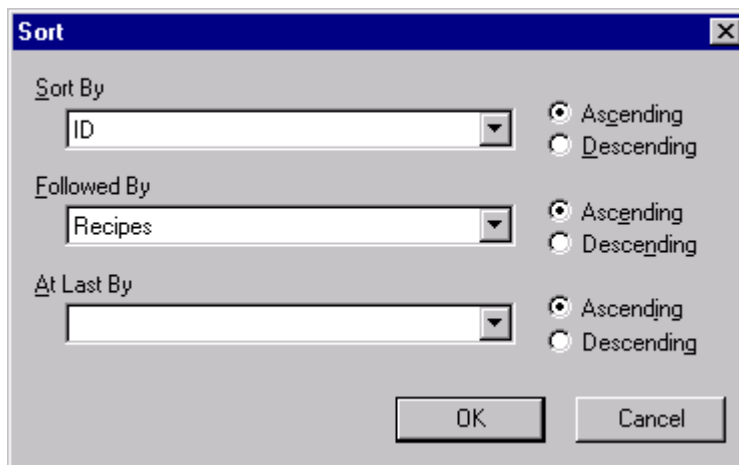 Sort
Sort By
ID
Ascending
Descending
Followed By
Recipes
Ascending
Descending
At Last By
Ascending
Descending
OK
Cancel